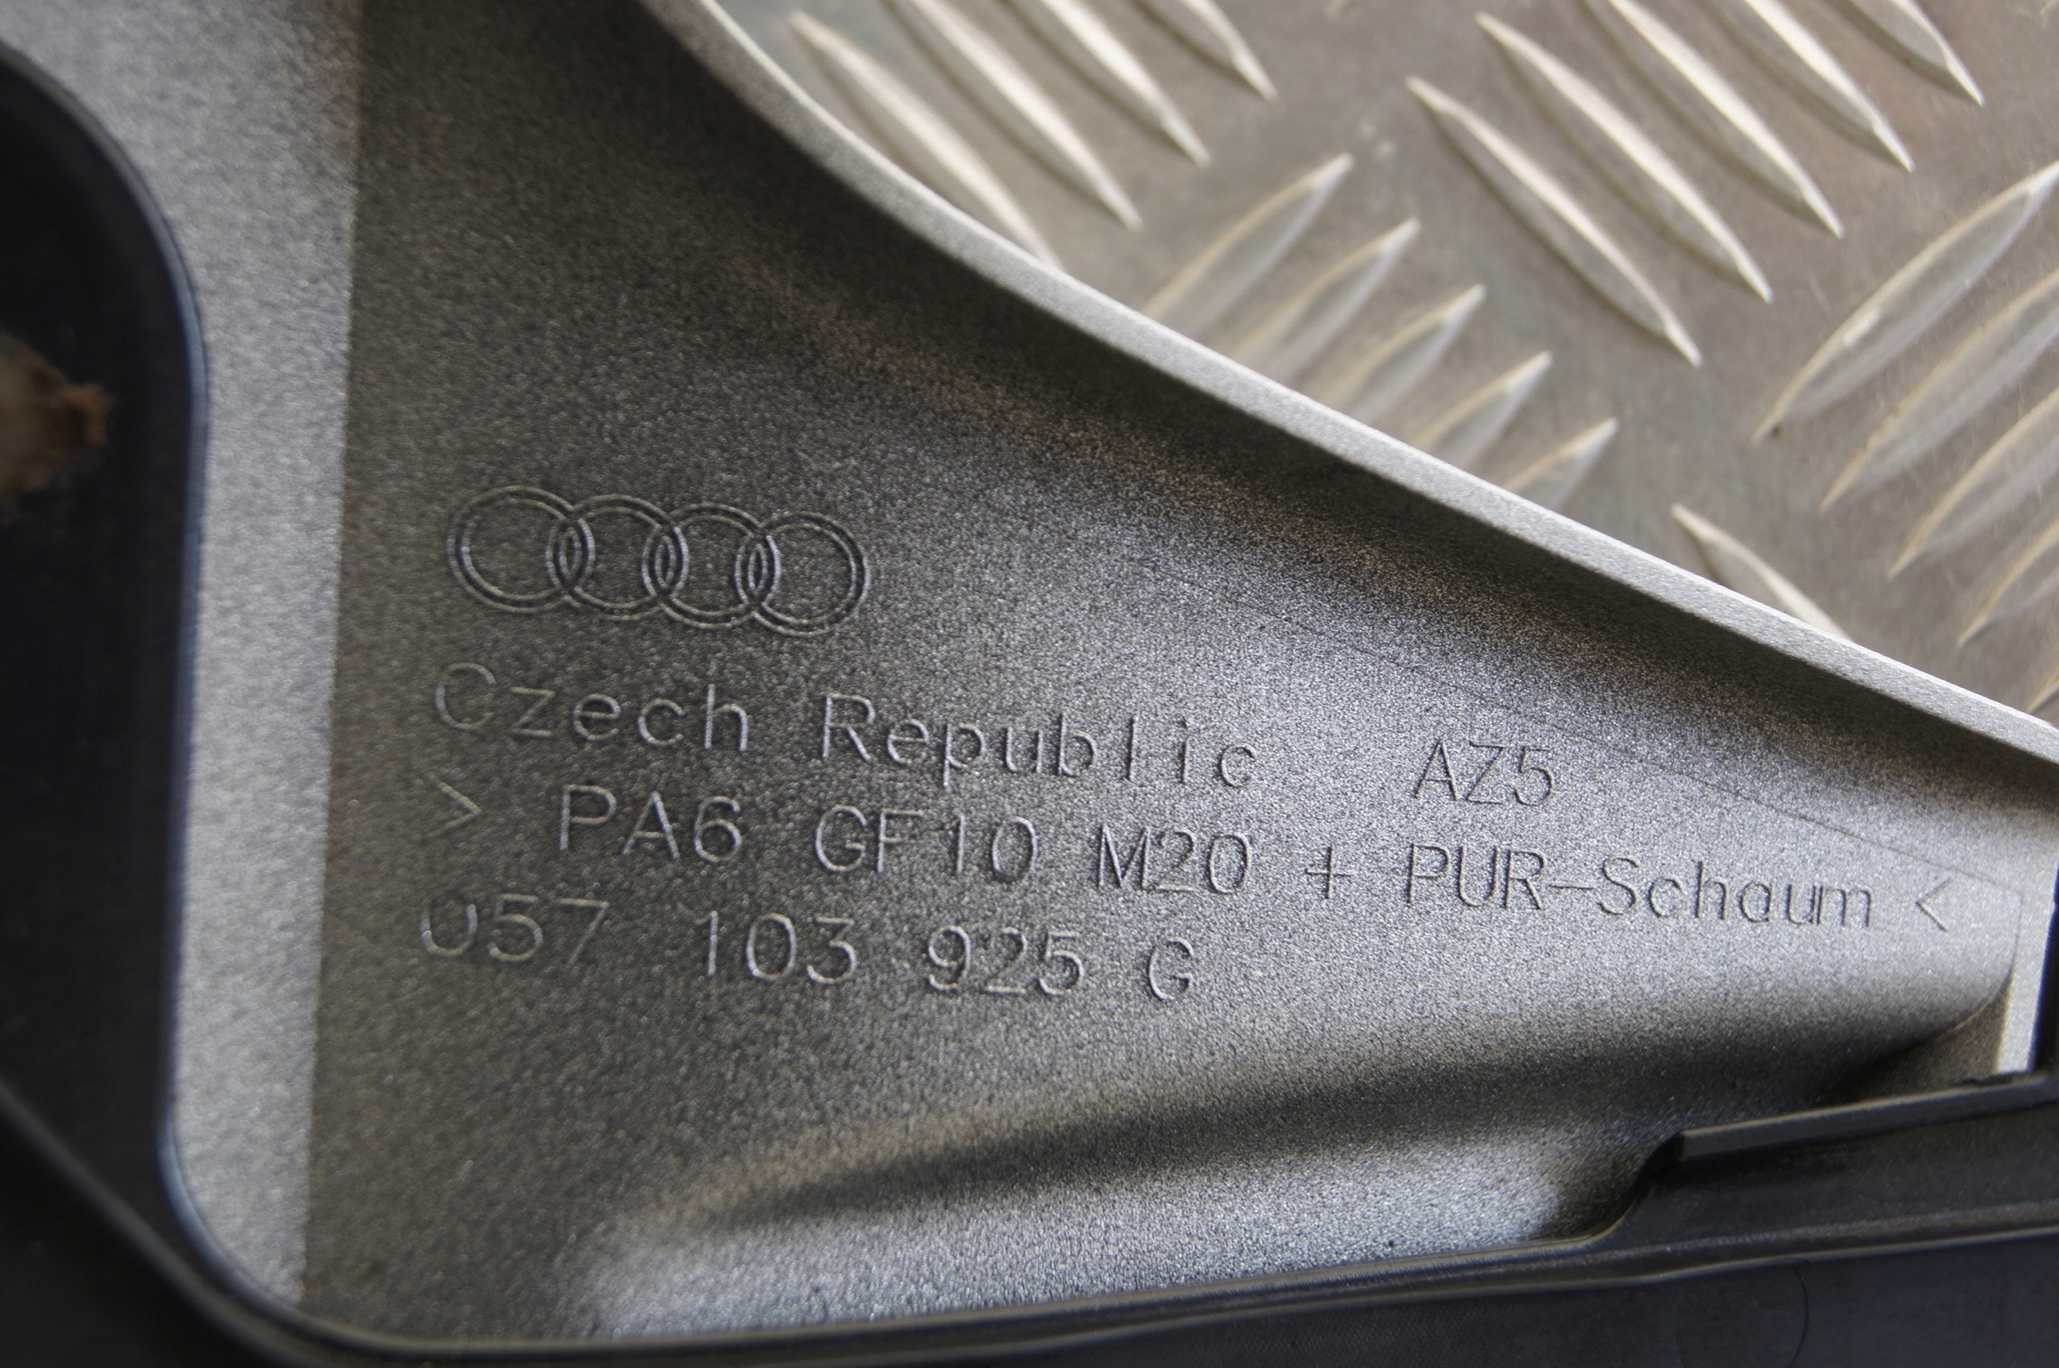 Czech Republic AZ5
> PA6 GF10 M20 + PUR-Schaum <
057 103 925 G